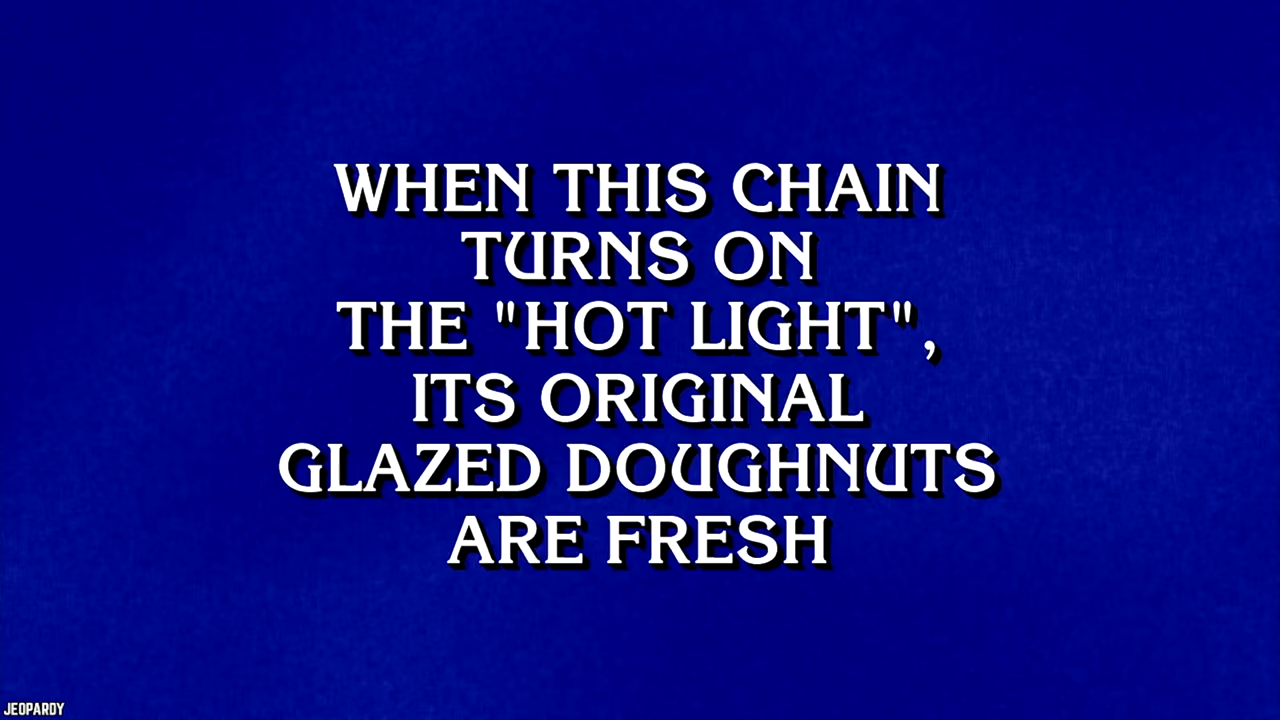 WHEN THIS CHAIN
TURNS ON
THE "HOT LIGHT",
ITS ORIGINAL
GLAZED DOUGHNUTS
ARE FRESH
JEOPARDY